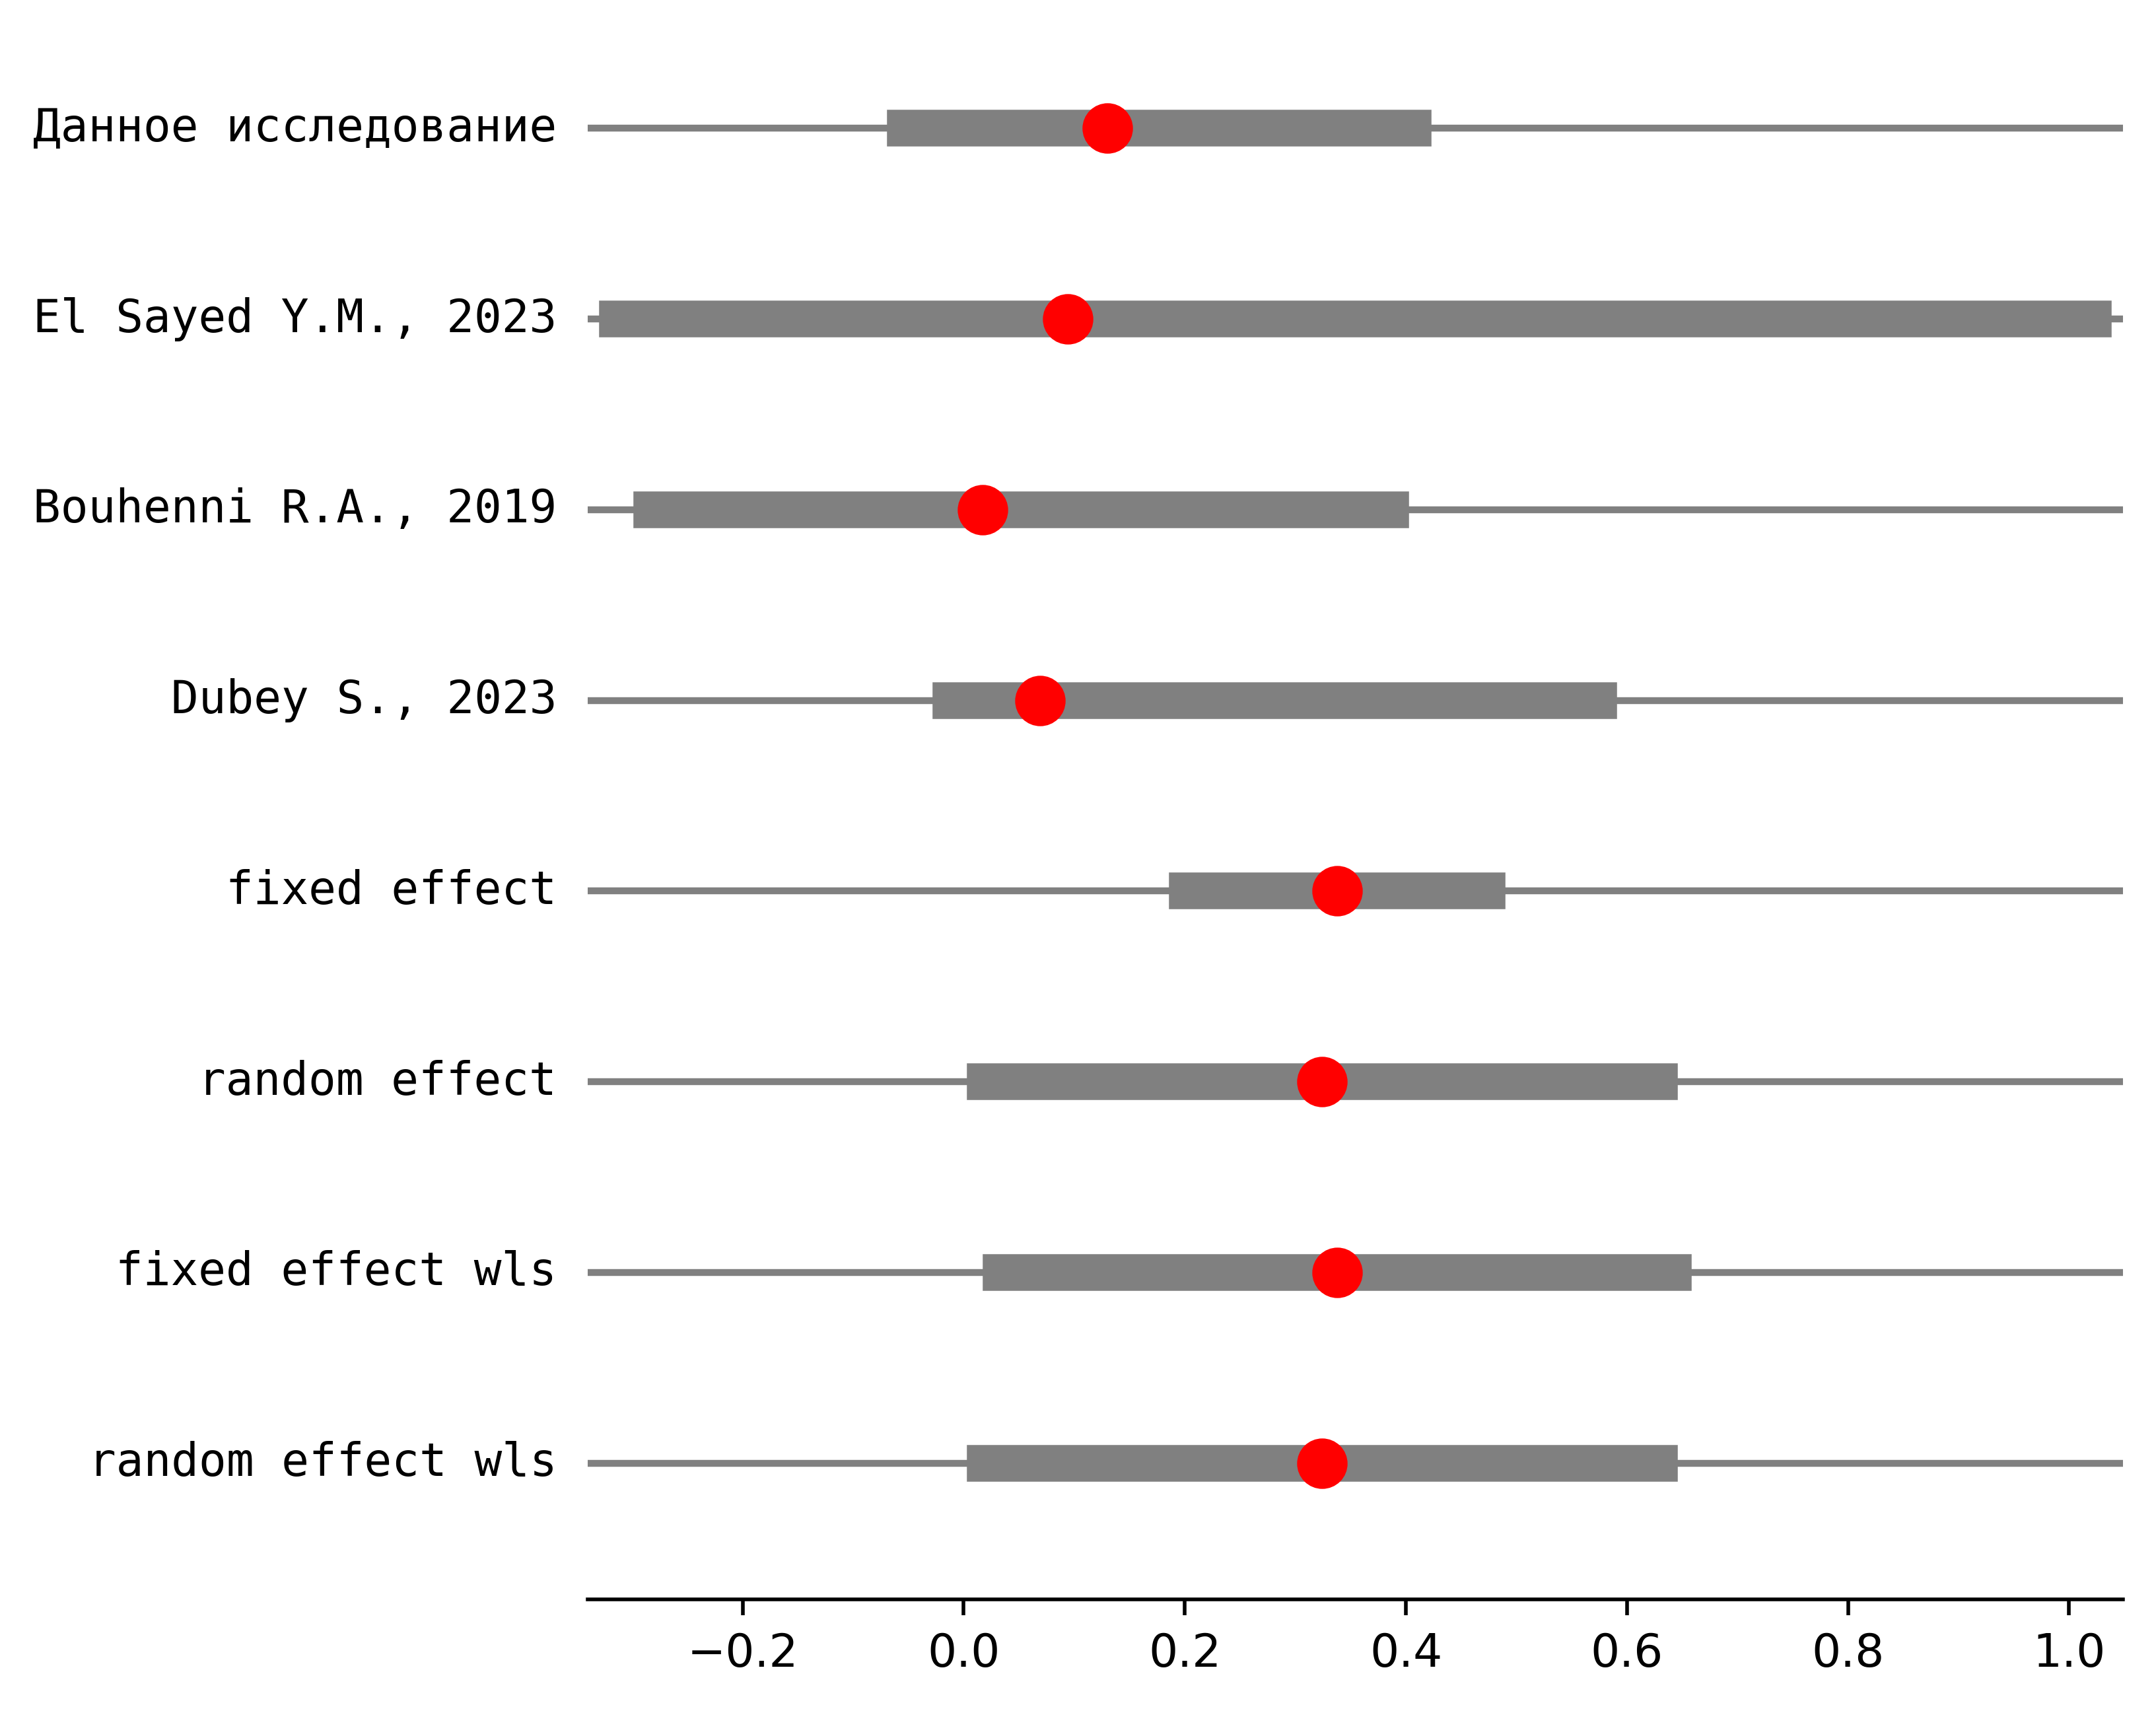 Данное исследование
El Sayed Y.M., 2023
Bouhenni R.A., 2019
Dubey S., 2023
fixed effect
random effect
fixed effect wls
random effect wls
−0.2 0.0 0.2 0.4 0.6 0.8 1.0